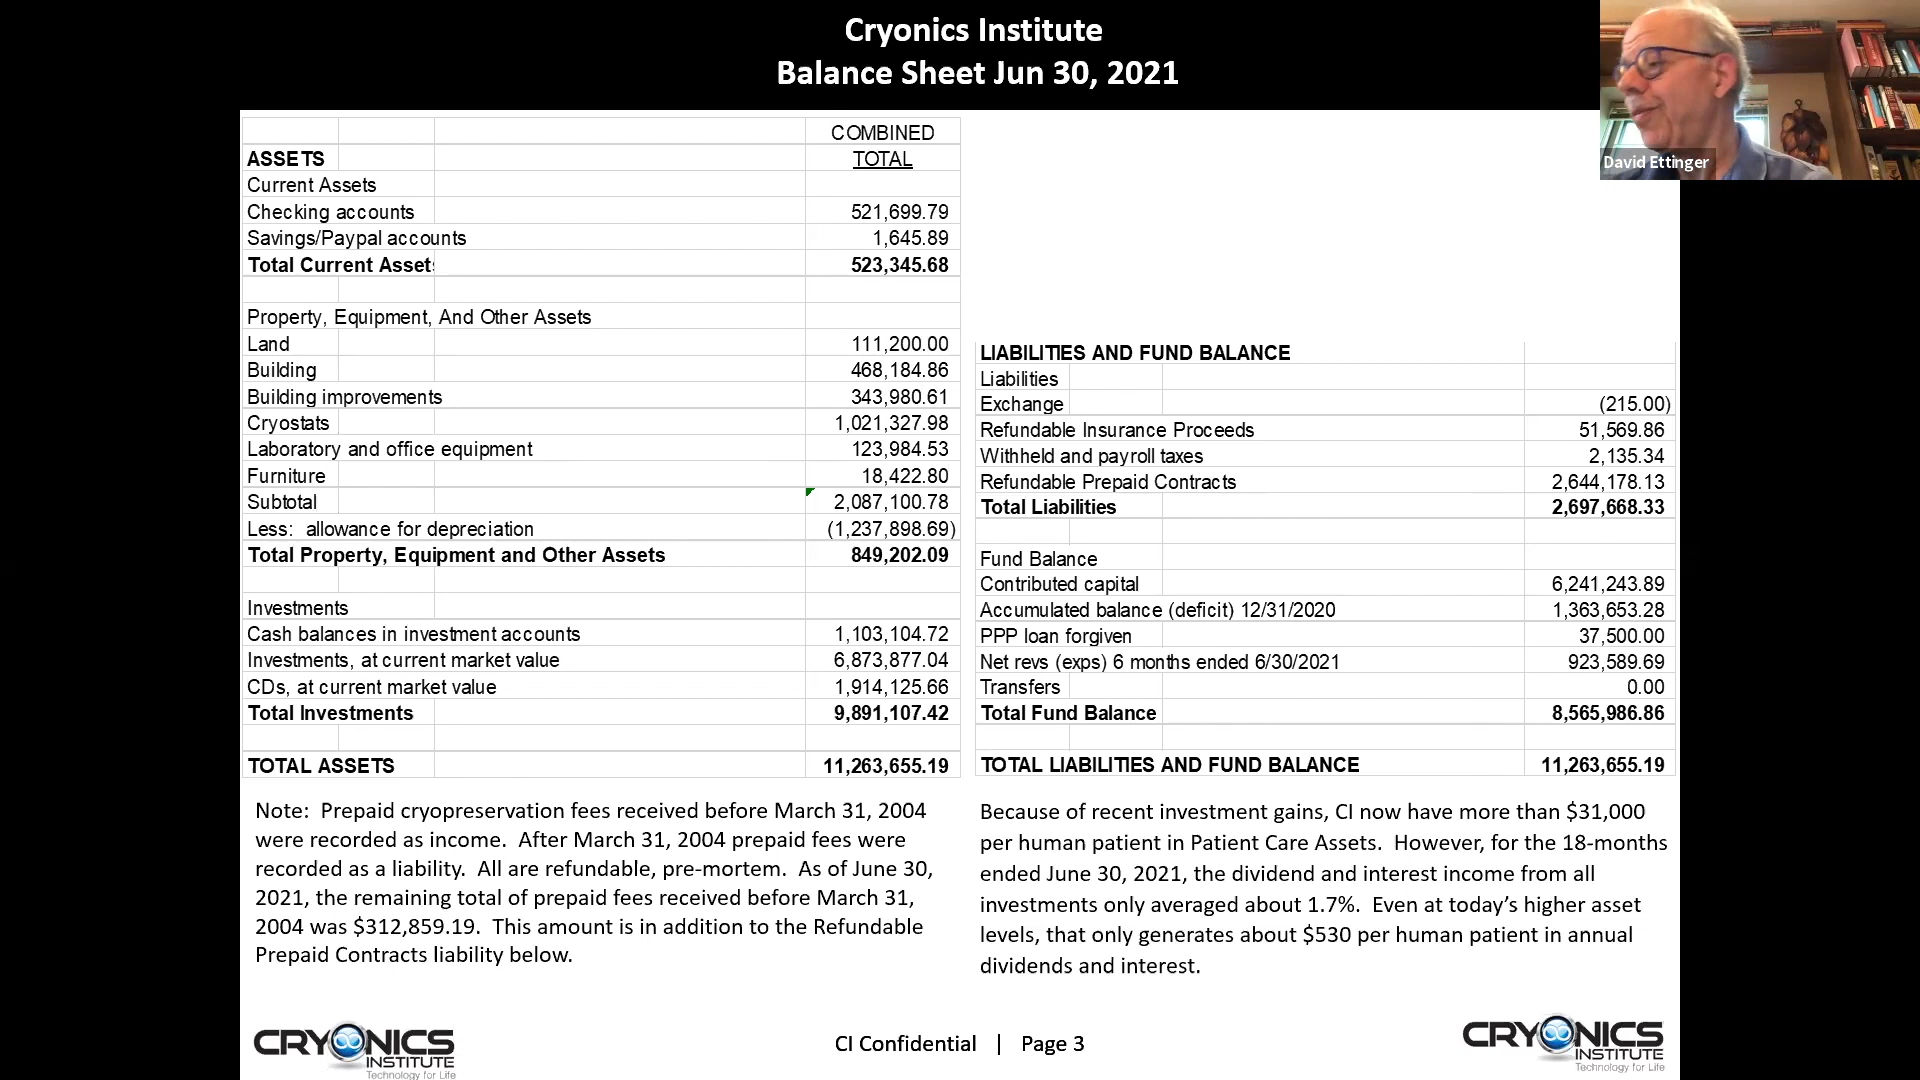 Cryonics Institute
Balance Sheet Jun 30, 2021
David Ettinger
COMBINED
ASSETS TOTAL
Current Assets
Checking accounts 521,699.79
Savings/Paypal accounts 1,645.89
Total Current Asset 523,345.68
Property, Equipment, And Other Assets
Land 111,200.00
Building 468,184.86
Building improvements 343,980.61
Cryostats 1,021,327.98
Laboratory and office equipment 123,984.53
Furniture 18,422.80
Subtotal 2,087,100.78
Less: allowance for depreciation (1,237,898.69)
Total Property, Equipment and Other Assets 849,202.09
Investments
Cash balances in investment accounts 1,103,104.72
Investments, at current market value 6,873,877.04
CDs, at current market value 1,914,125.66
Total Investments 9,891,107.42
TOTAL ASSETS 11,263,655.19
LIABILITIES AND FUND BALANCE
Liabilities
Exchange (215.00)
Refundable Insurance Proceeds 51,569.86
Withheld and payroll taxes 2,135.34
Refundable Prepaid Contracts 2,644,178.13
Total Liabilities 2,697,668.33
Fund Balance
Contributed capital 6,241,243.89
Accumulated balance (deficit) 12/31/2020 1,363,653.28
PPP loan forgiven 37,500.00
Net revs (exps) 6 months ended 6/30/2021 923,589.69
Transfers 0.00
Total Fund Balance 8,565,986.86
TOTAL LIABILITIES AND FUND BALANCE 11,263,655.19
Note: Prepaid cryopreservation fees received before March 31, 2004
were recorded as income. After March 31, 2004 prepaid fees were
recorded as a liability. All are refundable, pre-mortem. As of June 30,
2021, the remaining total of prepaid fees received before March 31,
2004 was $312,859.19. This amount is in addition to the Refundable
Prepaid Contracts liability below.
Because of recent investment gains, CI now have more than $31,000
per human patient in Patient Care Assets. However, for the 18-months
ended June 30, 2021, the dividend and interest income from all
investments only averaged about 1.7%. Even at today's higher asset
levels, that only generates about $530 per human patient in annual
dividends and interest.
CRYONICS
INSTITUTE
Technology for Life
CI Confidential | Page 3
CRYONICS
INSTITUTE
Technology for Life